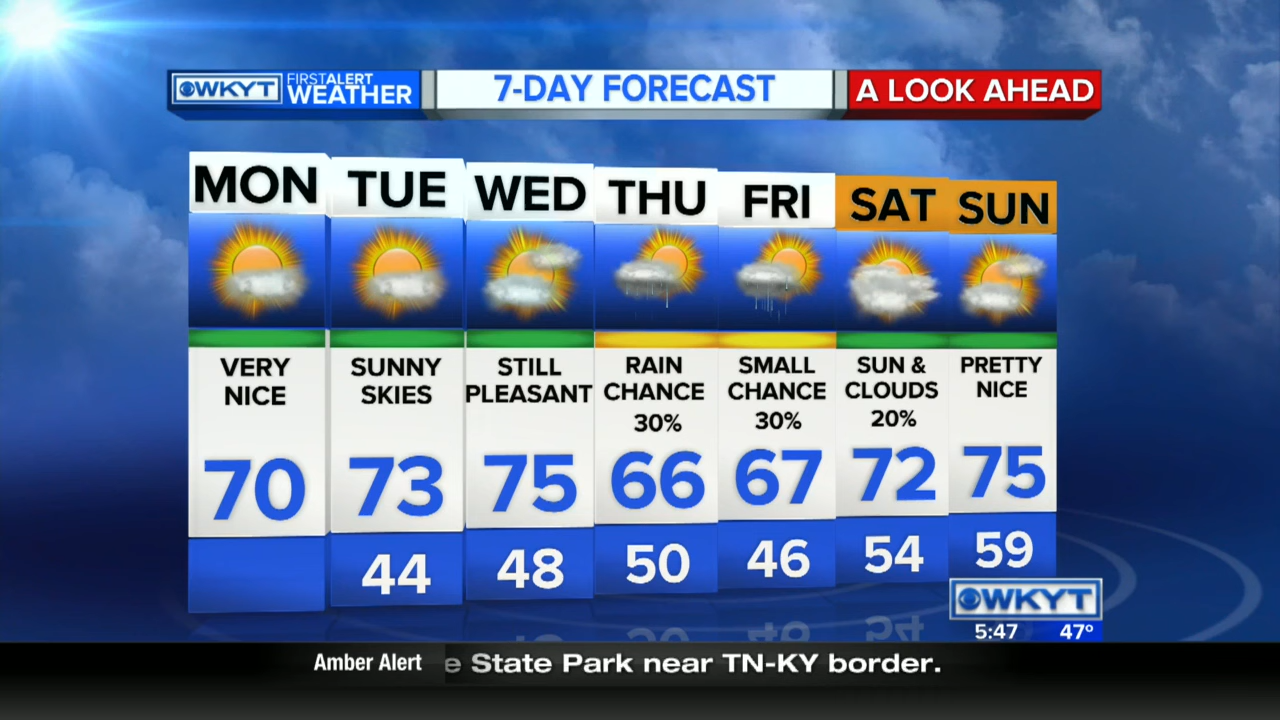 WKYT FIRST ALERT WEATHER
7-DAY FORECAST
A LOOK AHEAD
MON TUE WED THU FRI SAT SUN
VERY NICE
SUNNY SKIES
STILL PLEASANT
RAIN CHANCE 30%
SMALL CHANCE 30%
SUN & CLOUDS 20%
PRETTY NICE
70 73 75 66 67 72 75
44 48 50 46 54 59
WKYT
5:47 47°
Amber Alert e State Park near TN-KY border.